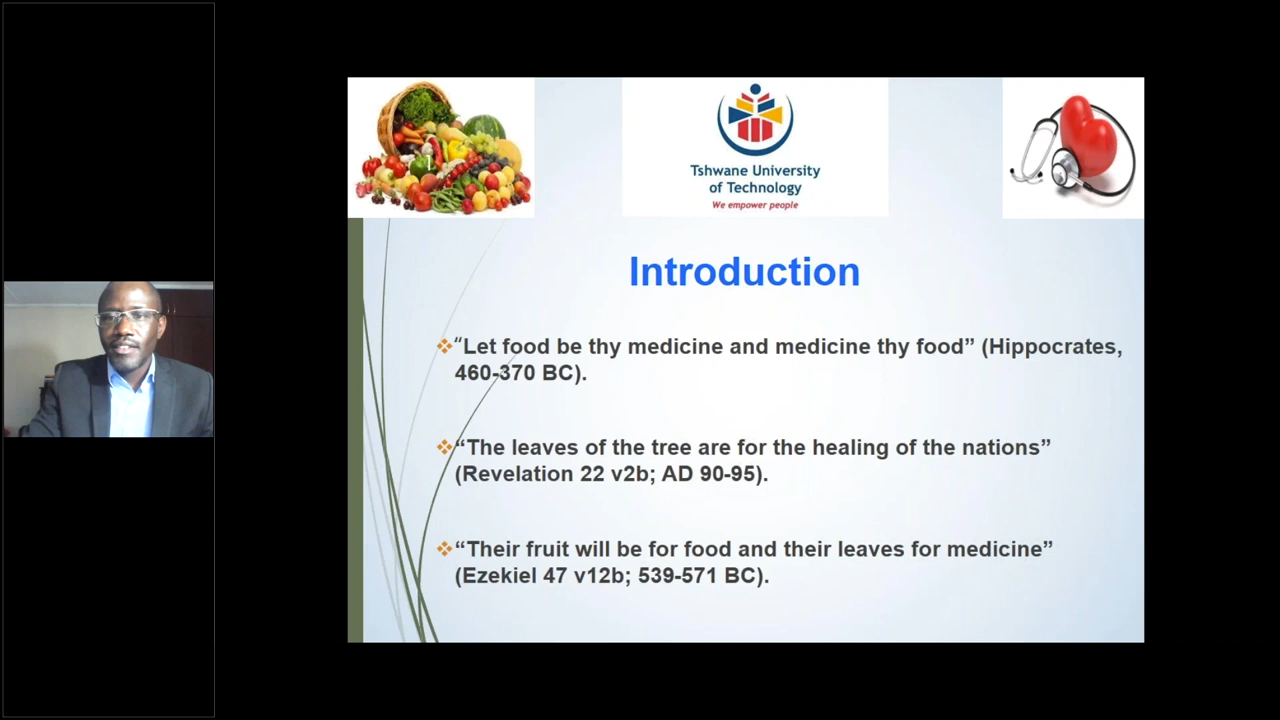 Tshwane University
of Technology
We empower people
Introduction
“Let food be thy medicine and medicine thy food” (Hippocrates,
460-370 BC).
“The leaves of the tree are for the healing of the nations”
(Revelation 22 v2b; AD 90-95).
“Their fruit will be for food and their leaves for medicine”
(Ezekiel 47 v12b; 539-571 BC).